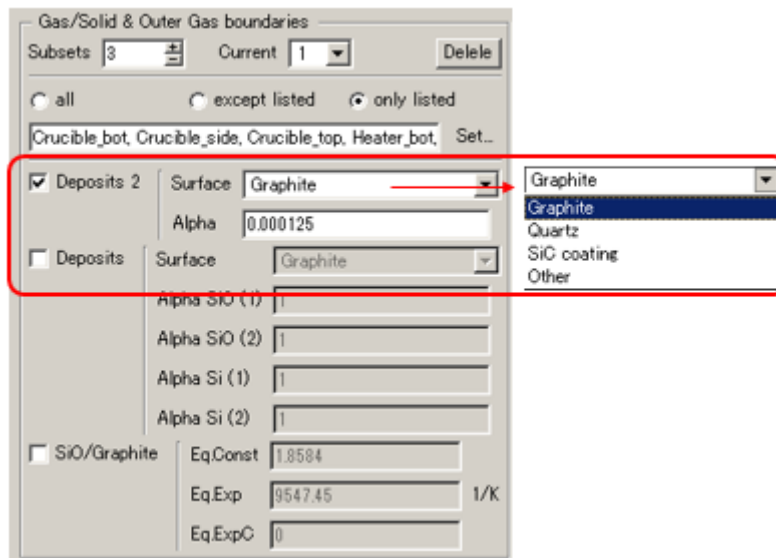 Gas/Solid & Outer Gas boundaries
Subsets 3 Current 1 Delele
all except listed only listed
Crucible_bot, Crucible_side, Crucible_top, Heater_bot, Set...
Deposits 2 Surface Graphite Graphite
Graphite
Alpha 0.000125 Quartz
SiC coating
Deposits Surface Graphite Other
Alpha SiO (1) 1
Alpha SiO (2) 1
Alpha Si (1) 1
Alpha Si (2) 1
SiO/Graphite Eq.Const 1.8584
Eq.Exp 9547.45 1/K
Eq.ExpC 0